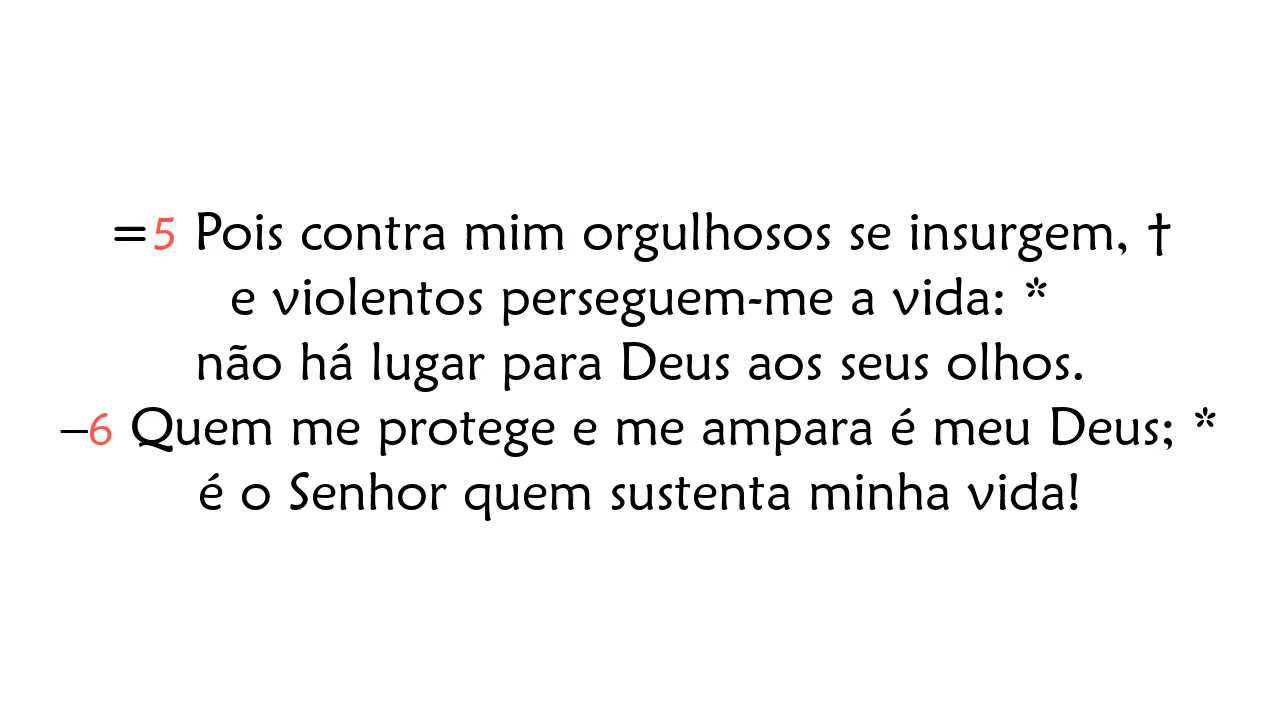 =5 Pois contra mim orgulhosos se insurgem, †
e violentos perseguem-me a vida: *
não há lugar para Deus aos seus olhos.
–6 Quem me protege e me ampara é meu Deus; *
é o Senhor quem sustenta minha vida!